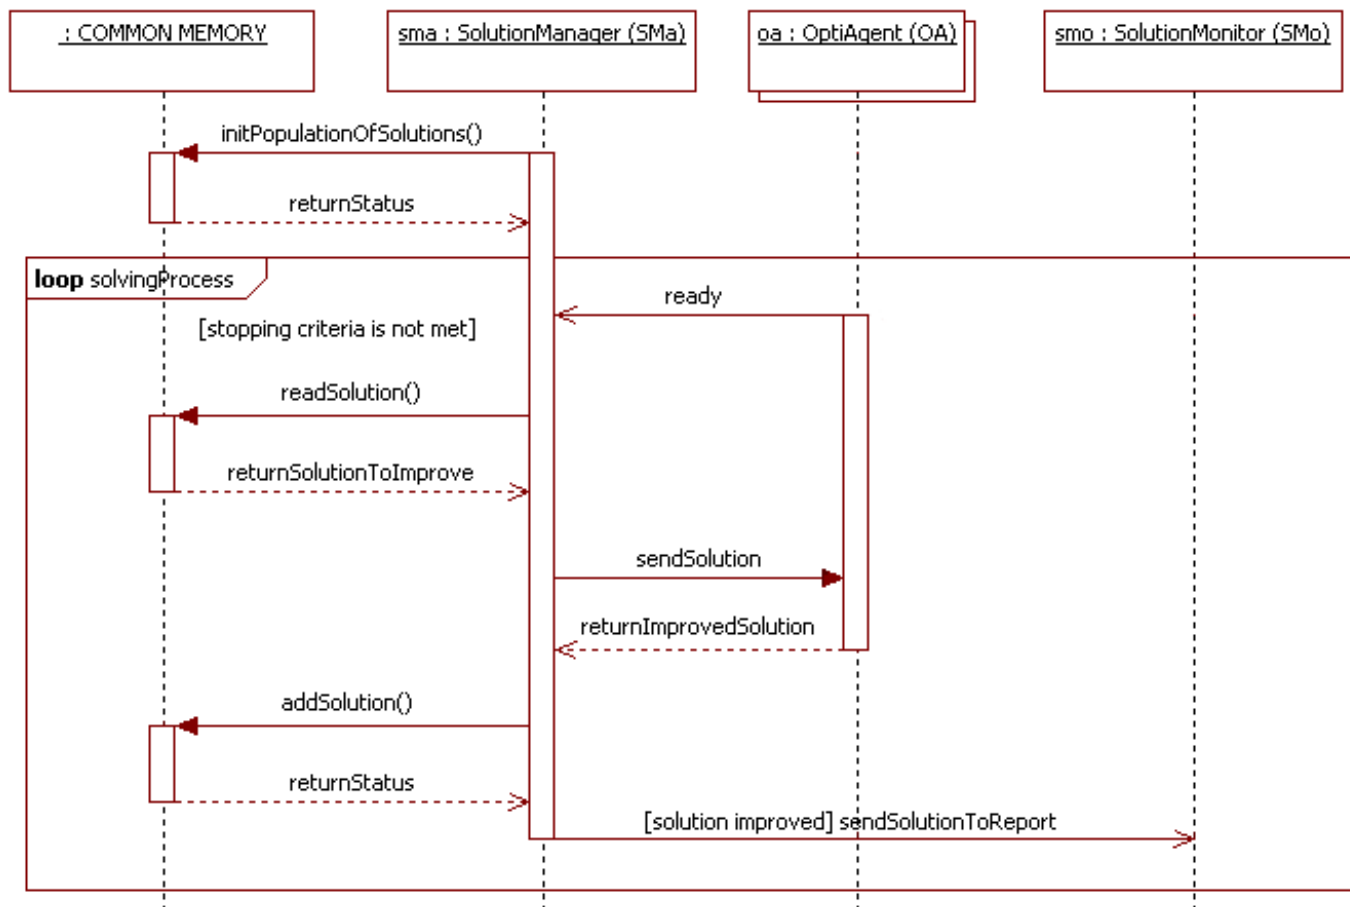 : COMMON MEMORY
sma : SolutionManager (SMa)
oa : OptiAgent (OA)
smo : SolutionMonitor (SMo)
initPopulationOfSolutions()
returnStatus
loop solvingProcess
ready
[stopping criteria is not met]
readSolution()
returnSolutionToImprove
sendSolution
returnImprovedSolution
addSolution()
returnStatus
[solution improved] sendSolutionToReport